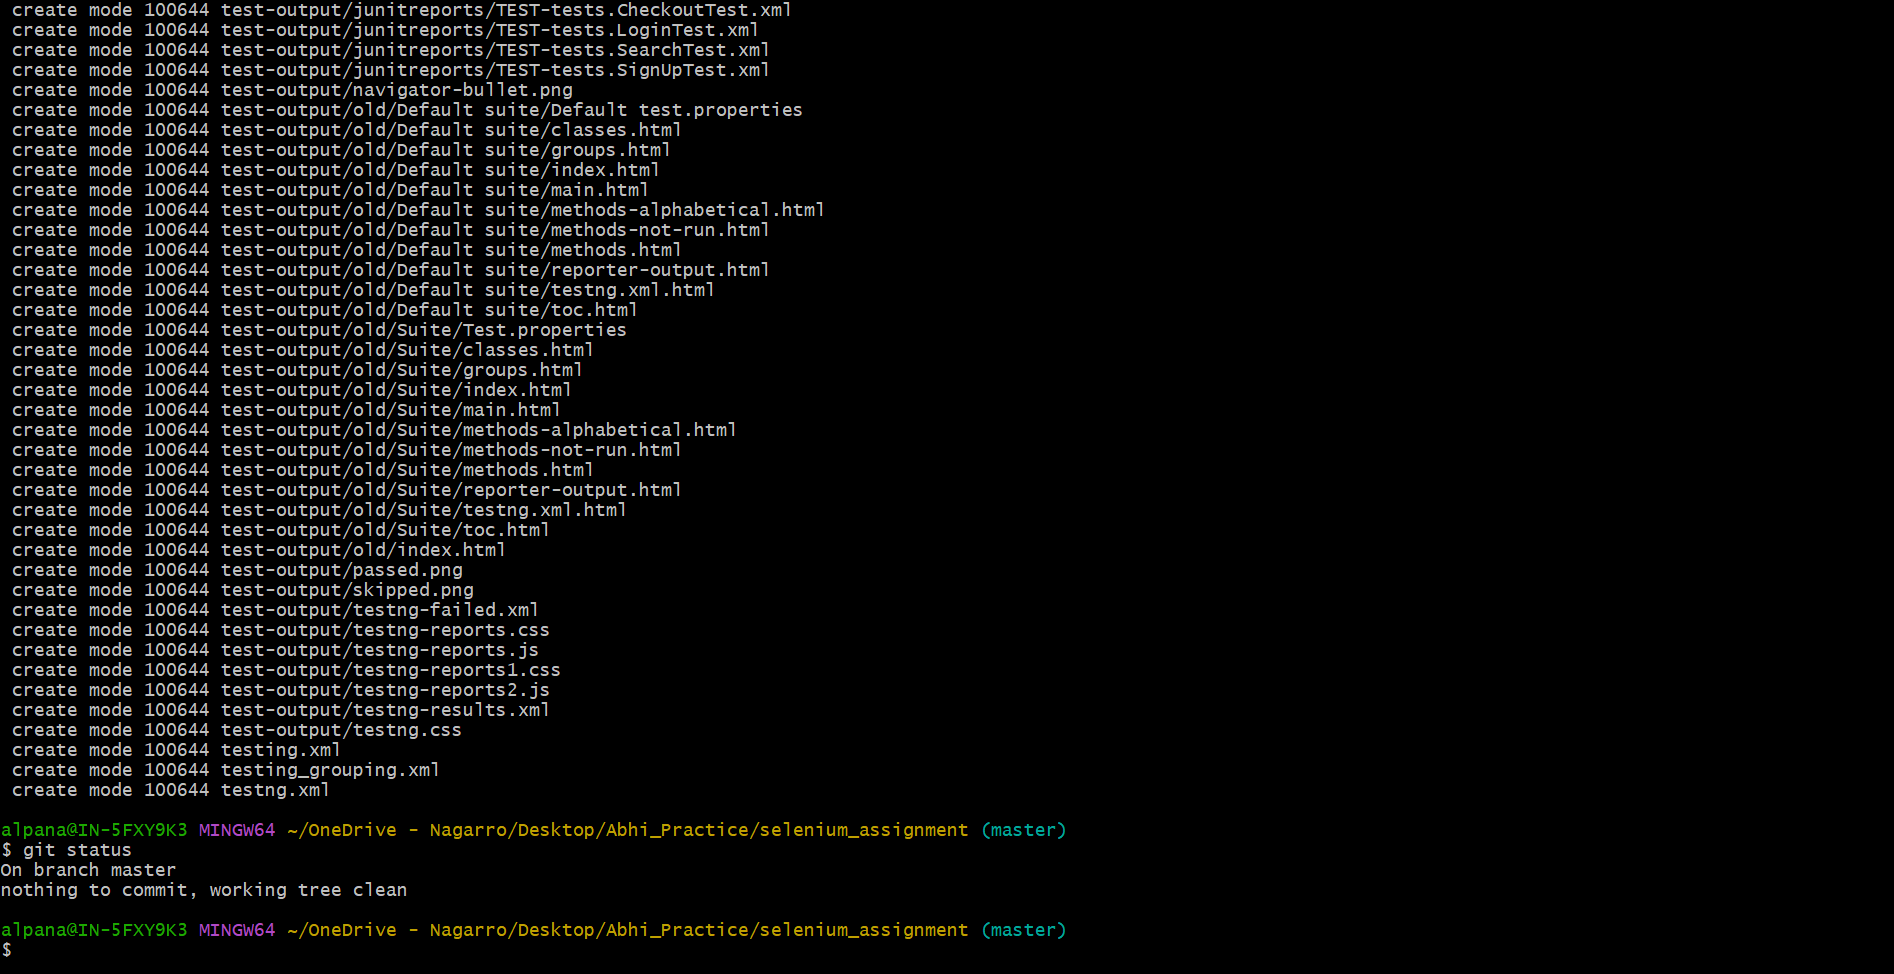 create mode 100644 test-output/junitreports/TEST-tests.CheckoutTest.xml
create mode 100644 test-output/junitreports/TEST-tests.LoginTest.xml
create mode 100644 test-output/junitreports/TEST-tests.SearchTest.xml
create mode 100644 test-output/junitreports/TEST-tests.SignUpTest.xml
create mode 100644 test-output/navigator-bullet.png
create mode 100644 test-output/old/Default suite/Default test.properties
create mode 100644 test-output/old/Default suite/classes.html
create mode 100644 test-output/old/Default suite/groups.html
create mode 100644 test-output/old/Default suite/index.html
create mode 100644 test-output/old/Default suite/main.html
create mode 100644 test-output/old/Default suite/methods-alphabetical.html
create mode 100644 test-output/old/Default suite/methods-not-run.html
create mode 100644 test-output/old/Default suite/methods.html
create mode 100644 test-output/old/Default suite/reporter-output.html
create mode 100644 test-output/old/Default suite/testng.xml.html
create mode 100644 test-output/old/Default suite/toc.html
create mode 100644 test-output/old/Suite/Test.properties
create mode 100644 test-output/old/Suite/classes.html
create mode 100644 test-output/old/Suite/groups.html
create mode 100644 test-output/old/Suite/index.html
create mode 100644 test-output/old/Suite/main.html
create mode 100644 test-output/old/Suite/methods-alphabetical.html
create mode 100644 test-output/old/Suite/methods-not-run.html
create mode 100644 test-output/old/Suite/methods.html
create mode 100644 test-output/old/Suite/reporter-output.html
create mode 100644 test-output/old/Suite/testng.xml.html
create mode 100644 test-output/old/Suite/toc.html
create mode 100644 test-output/old/index.html
create mode 100644 test-output/passed.png
create mode 100644 test-output/skipped.png
create mode 100644 test-output/testng-failed.xml
create mode 100644 test-output/testng-reports.css
create mode 100644 test-output/testng-reports.js
create mode 100644 test-output/testng-reports1.css
create mode 100644 test-output/testng-reports2.js
create mode 100644 test-output/testng-results.xml
create mode 100644 test-output/testng.css
create mode 100644 testing.xml
create mode 100644 testing_grouping.xml
create mode 100644 testng.xml
alpana@IN-5FXY9K3 MINGW64 ~/OneDrive - Nagarro/Desktop/Abhi_Practice/selenium_assignment (master)
$ git status
On branch master
nothing to commit, working tree clean
alpana@IN-5FXY9K3 MINGW64 ~/OneDrive - Nagarro/Desktop/Abhi_Practice/selenium_assignment (master)
$